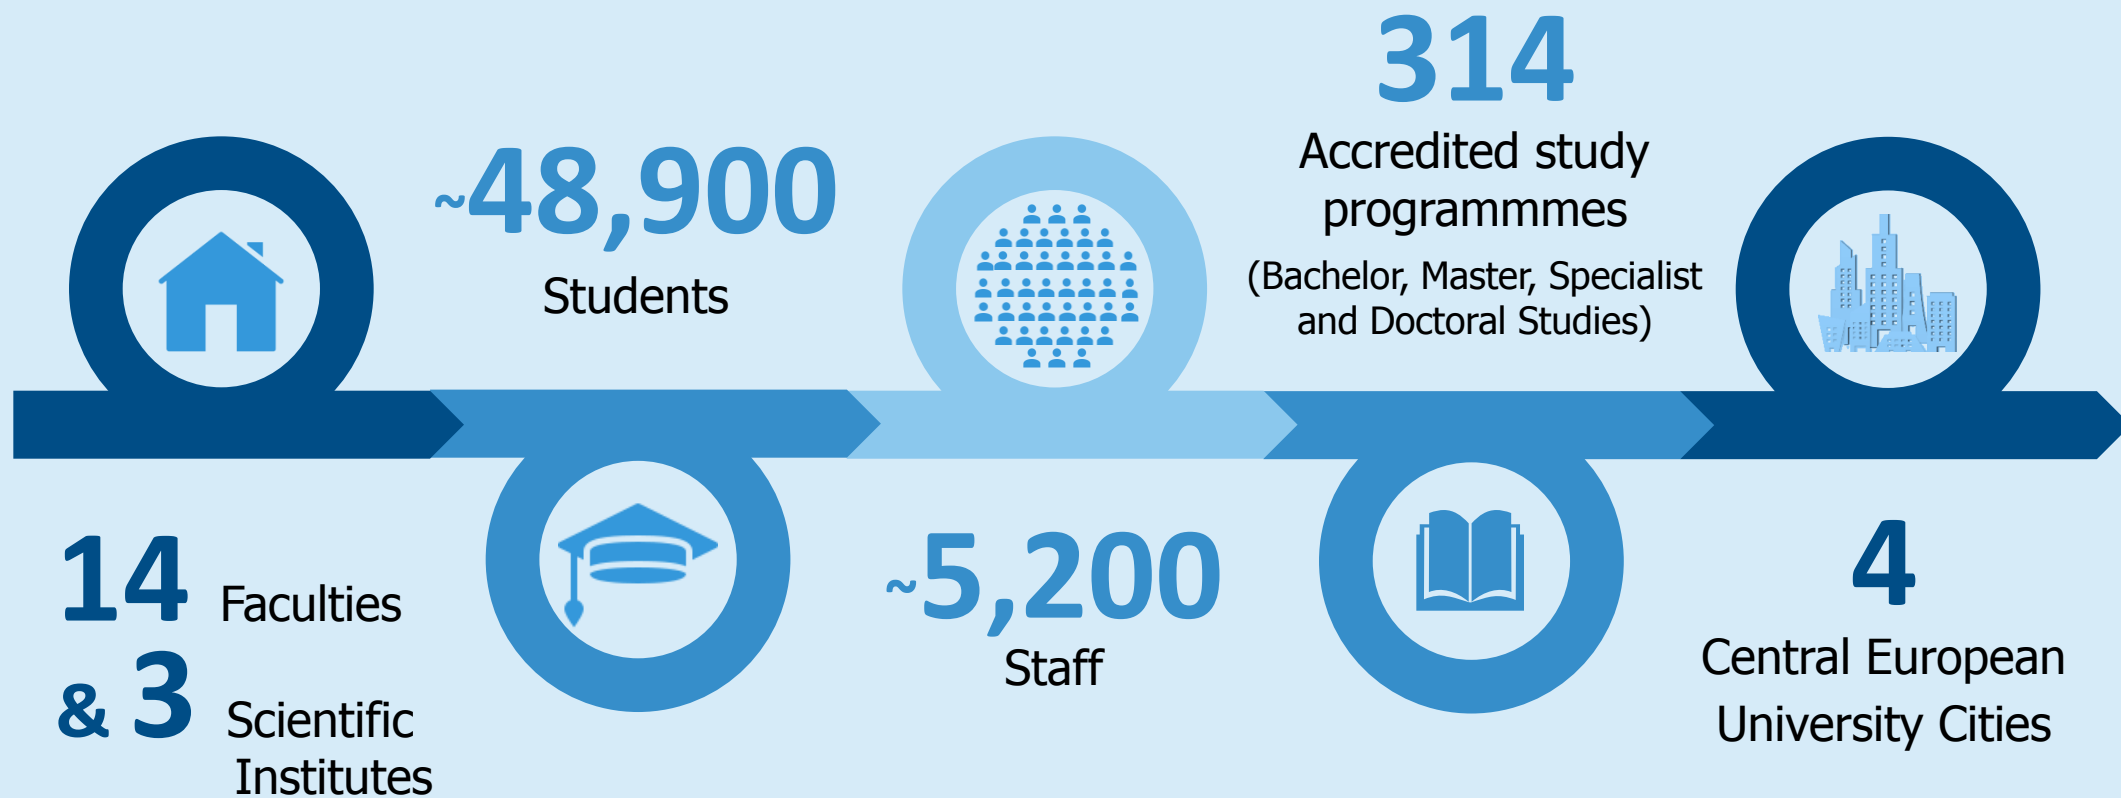 14 Faculties
& 3 Scientific
Institutes
~48,900
Students
~5,200
Staff
314
Accredited study
programmmes
(Bachelor, Master, Specialist
and Doctoral Studies)
4
Central European
University Cities